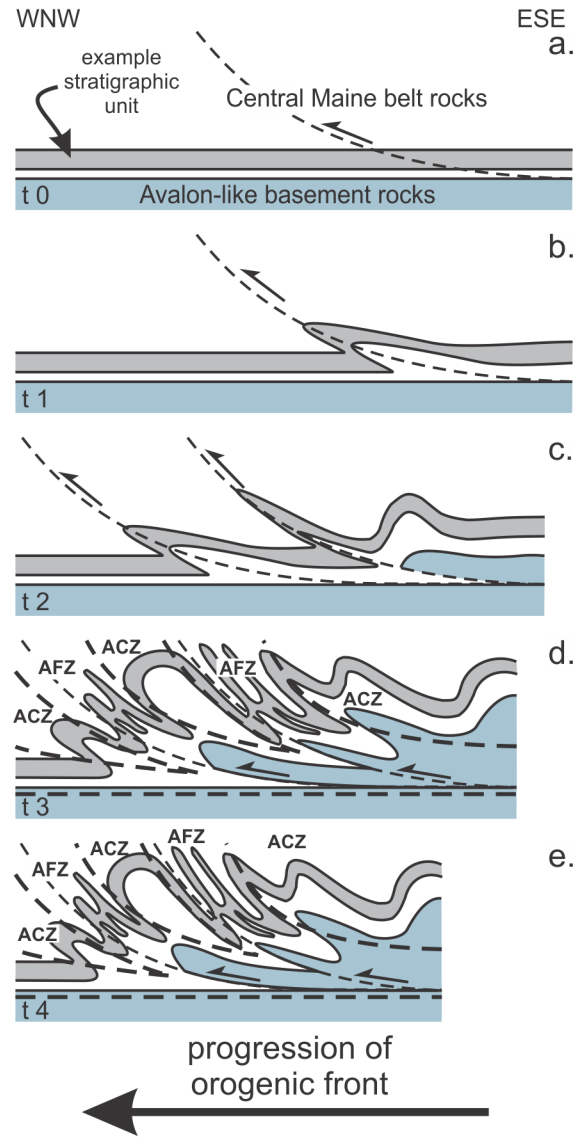 WNW
ESE
a.
example
stratigraphic
unit
Central Maine belt rocks
t 0
Avalon-like basement rocks
b.
t 1
c.
t 2
d.
ACZ
AFZ
AFZ
ACZ
ACZ
t 3
e.
ACZ
AFZ
ACZ
AFZ
ACZ
t 4
progression of
orogenic front